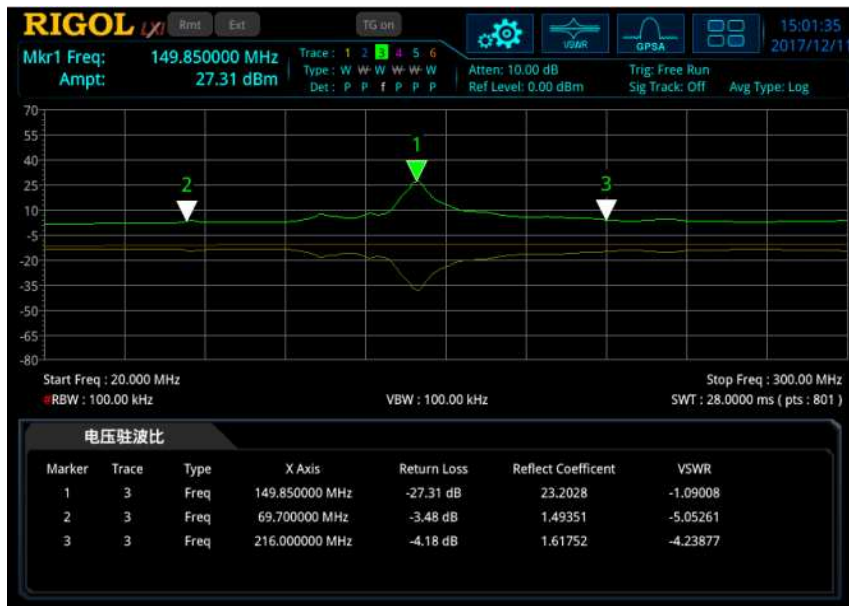 RIGOL LXI Rmt Ext TG on VSWR GPSA 15:01:35
2017/12/11
Mkr1 Freq: 149.850000 MHz
Ampt: 27.31 dBm
Trace: 1 2 3 4 5 6
Type: W W W W W W
Det: P P f P P P
Atten: 10.00 dB
Ref Level: 0.00 dBm
Trig: Free Run
Sig Track: Off Avg Type: Log
70
55
40
25
10
-5
-20
-35
-50
-65
-80
1
2
3
Start Freq : 20.000 MHz Stop Freq : 300.00 MHz
#RBW : 100.00 kHz VBW : 100.00 kHz SWT : 28.0000 ms ( pts : 801 )
电压驻波比
Marker Trace Type X Axis Return Loss Reflect Coefficent VSWR
1 3 Freq 149.850000 MHz -27.31 dB 23.2028 -1.09008
2 3 Freq 69.700000 MHz -3.48 dB 1.49351 -5.05261
3 3 Freq 216.000000 MHz -4.18 dB 1.61752 -4.23877